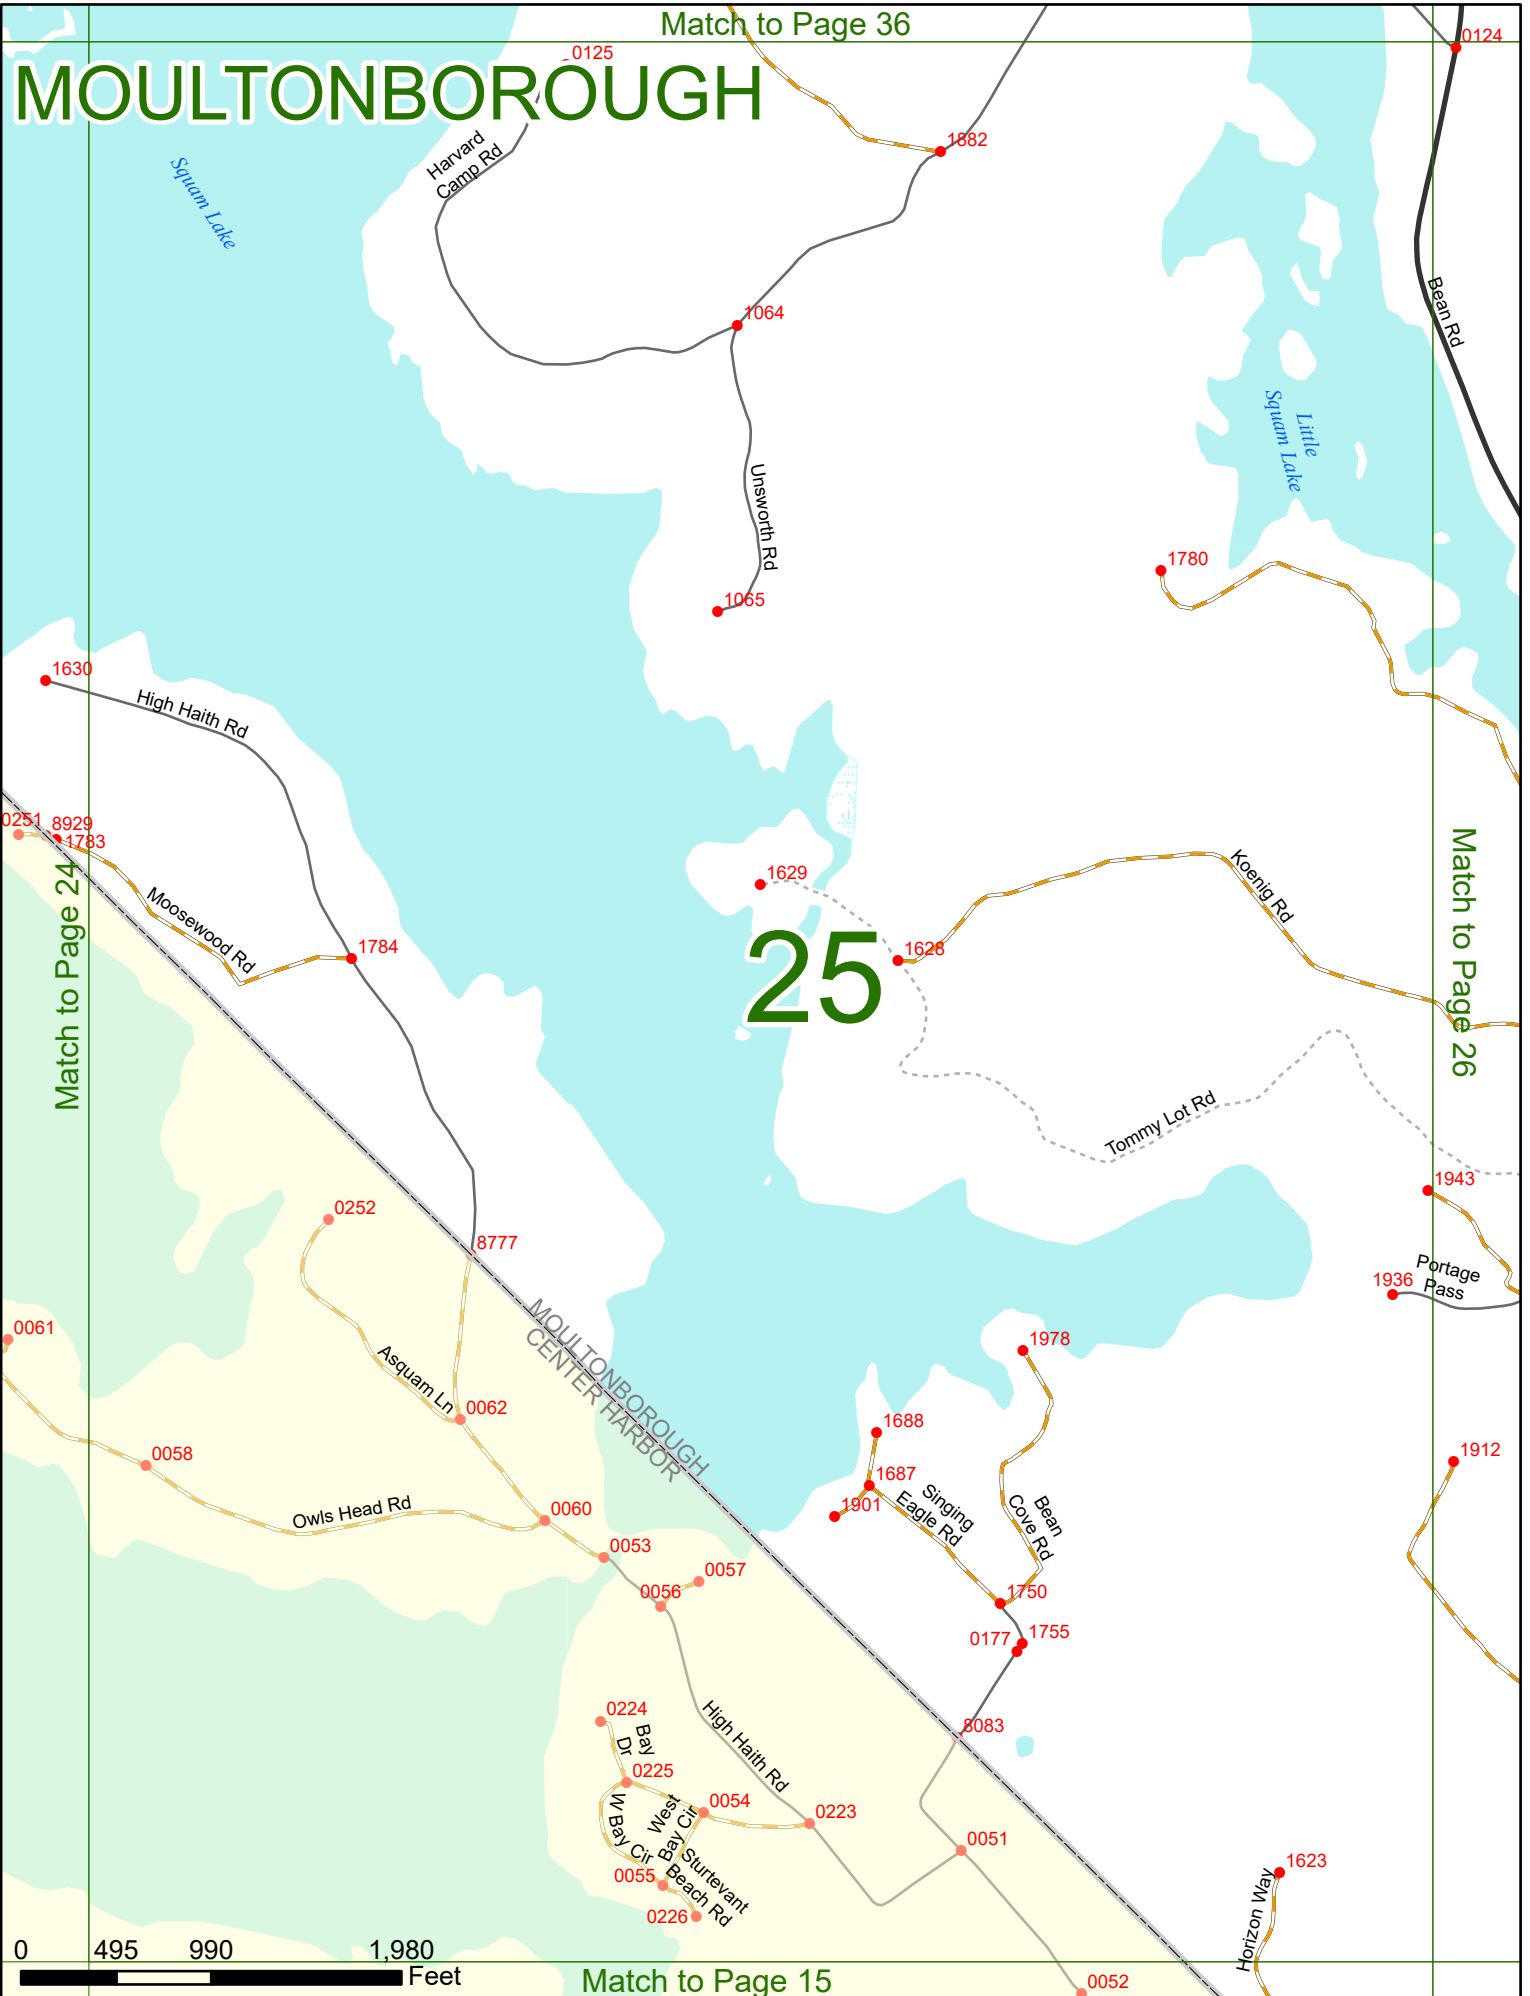 Match to Page 36
0124
0125
MOULTONBOROUGH
1882
Harvard
Camp Rd
Squam Lake
1064
Bean Rd
Little
Squam Lake
Unsworth Rd
1780
1065
1630
High Haith Rd
0251
8929
1783
Match to Page 24
Moosewood Rd
1784
1629
25
1628
Koenig Rd
Match to Page 26
Tommy Lot Rd
1943
0252
8777
Portage
Pass
1936
MOULTONBOROUGH
CENTER HARBOR
0061
1978
Asquam Ln
0062
1688
0058
1912
1687
Singing
Eagle Rd
1901
Bean
Cove Rd
Owls Head Rd
0060
0053
0057
0056
1750
1755
0177
0224
Bay
Dr
High Haith Rd
8083
0225
West
Bay Cir
0054
0223
W Bay Cir
0051
Sturtevant
Beach Rd
0055
1623
0226
Horizon Way
0 495 990 1,980
Feet
Match to Page 15
0052